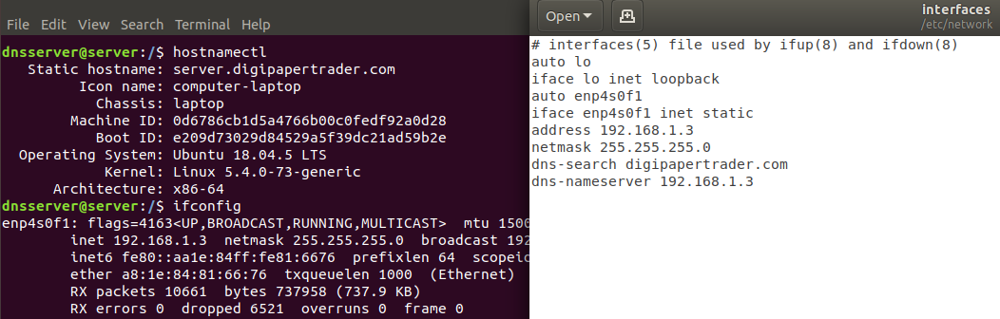 File Edit View Search Terminal Help
dnsserver@server:/$ hostnamectl
Static hostname: server.digipapertrader.com
Icon name: computer-laptop
Chassis: laptop
Machine ID: 0d6786cb1d5a4766b00c0fedf92a0d28
Boot ID: e209d73029d84529a5f39dc21ad59b2e
Operating System: Ubuntu 18.04.5 LTS
Kernel: Linux 5.4.0-73-generic
Architecture: x86-64
dnsserver@server:/$ ifconfig
enp4s0f1: flags=4163<UP,BROADCAST,RUNNING,MULTICAST> mtu 1500
inet 192.168.1.3 netmask 255.255.255.0 broadcast 192
inet6 fe80::aa1e:84ff:fe81:6676 prefixlen 64 scopeid
ether a8:1e:84:81:66:76 txqueuelen 1000 (Ethernet)
RX packets 10661 bytes 737958 (737.9 KB)
RX errors 0 dropped 6521 overruns 0 frame 0
Open
interfaces
/etc/network
# interfaces(5) file used by ifup(8) and ifdown(8)
auto lo
iface lo inet loopback
auto enp4s0f1
iface enp4s0f1 inet static
address 192.168.1.3
netmask 255.255.255.0
dns-search digipapertrader.com
dns-nameserver 192.168.1.3